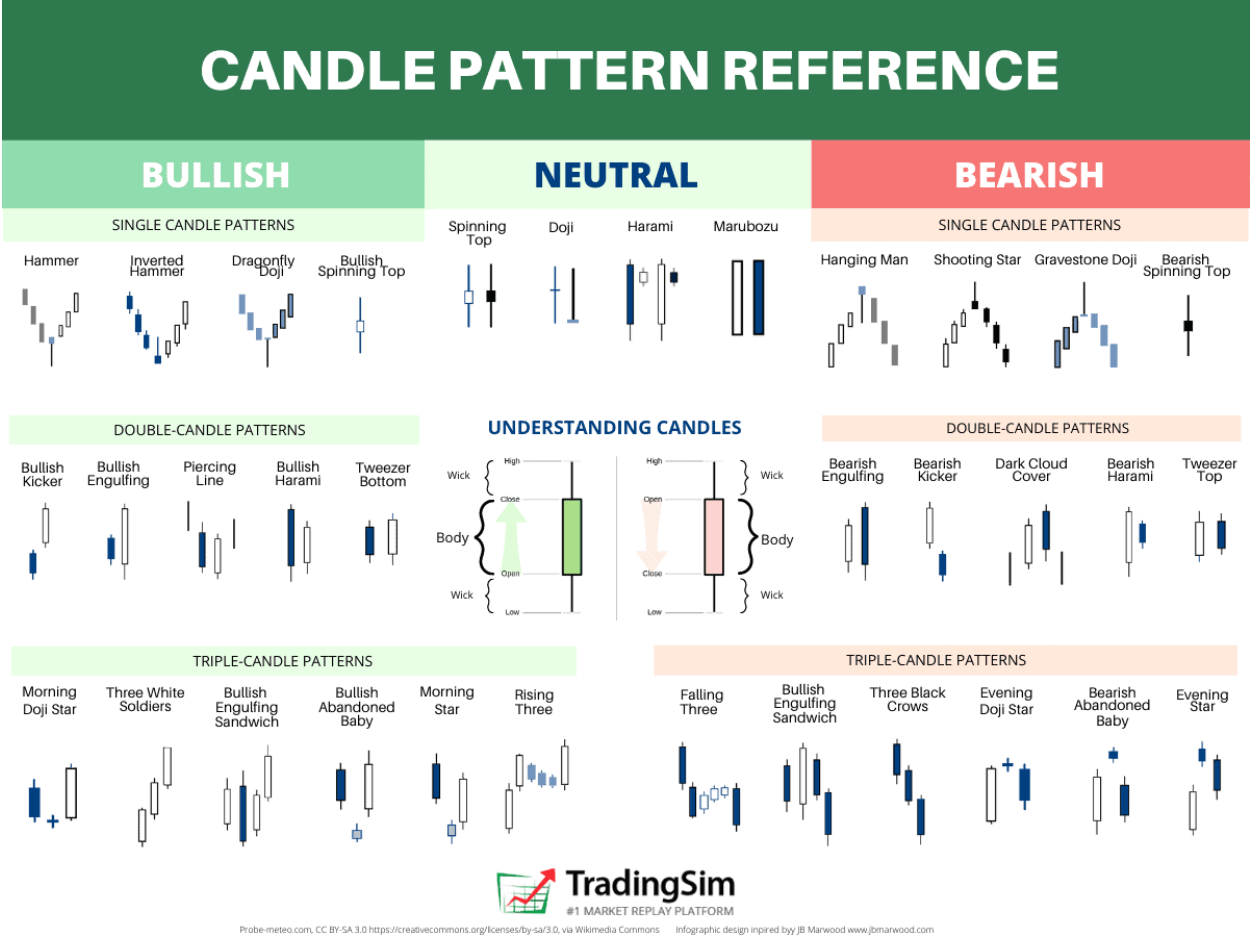 CANDLE PATTERN REFERENCE
BULLISH
NEUTRAL
BEARISH
SINGLE CANDLE PATTERNS
Hammer
Inverted
Hammer
Dragonfly
Doji
Bullish
Spinning Top
Spinning
Top
Doji
Harami
Marubozu
SINGLE CANDLE PATTERNS
Hanging Man
Shooting Star
Gravestone Doji
Bearish
Spinning Top
DOUBLE-CANDLE PATTERNS
Bullish
Kicker
Bullish
Engulfing
Piercing
Line
Bullish
Harami
Tweezer
Bottom
UNDERSTANDING CANDLES
High
Wick
Close
Body
Open
Wick
Low
High
Wick
Open
Body
Close
Wick
Low
DOUBLE-CANDLE PATTERNS
Bearish
Engulfing
Bearish
Kicker
Dark Cloud
Cover
Bearish
Harami
Tweezer
Top
TRIPLE-CANDLE PATTERNS
Morning
Doji Star
Three White
Soldiers
Bullish
Engulfing
Sandwich
Bullish
Abandoned
Baby
Morning
Star
Rising
Three
TRIPLE-CANDLE PATTERNS
Falling
Three
Bullish
Engulfing
Sandwich
Three Black
Crows
Evening
Doji Star
Bearish
Abandoned
Baby
Evening
Star
TradingSim
#1 MARKET REPLAY PLATFORM
Probe-meteo.com, CC BY-SA 3.0 https://creativecommons.org/licenses/by-sa/3.0, via Wikimedia Commons
Infographic design inpired byy JB Marwood www.jbmarwood.com